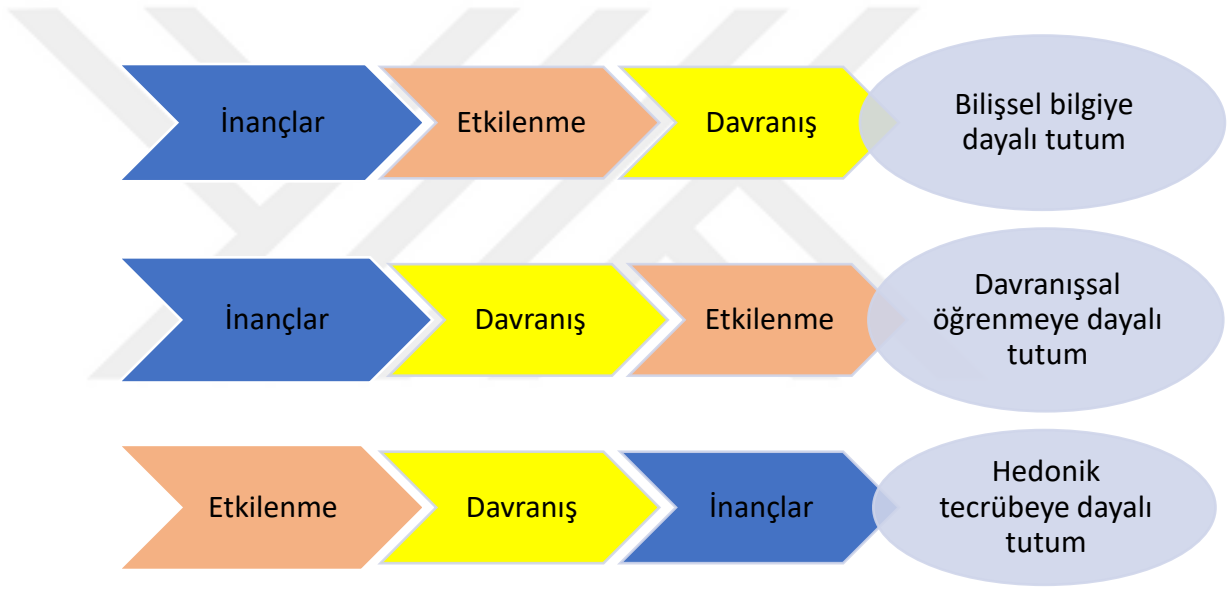 İnançlar
Etkilenme
Davranış
Bilişsel bilgiye
dayalı tutum
İnançlar
Davranış
Etkilenme
Davranışsal
öğrenmeye dayalı
tutum
Etkilenme
Davranış
İnançlar
Hedonik
tecrübeye dayalı
tutum